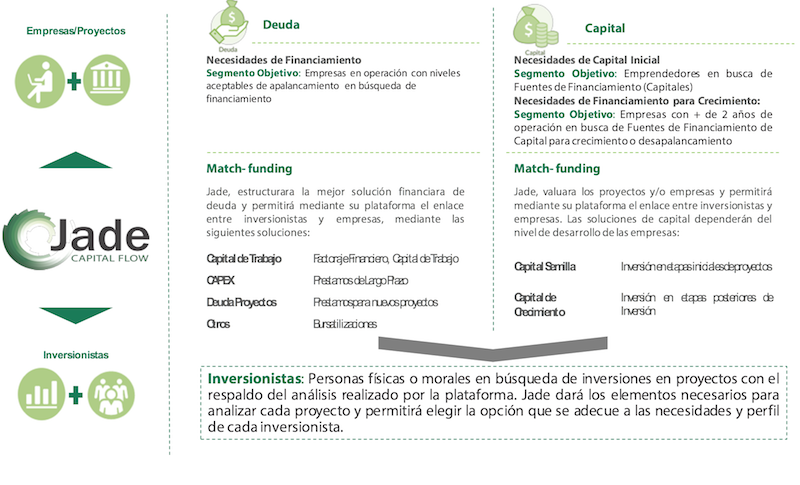 Empresas/Proyectos
Jade
CAPITAL FLOW
Inversionistas
Deuda
Deuda
Necesidades de Financiamiento
Segmento Objetivo: Empresas en operación con niveles
aceptables de apalancamiento en búsqueda de
financiamiento
Match- funding
Jade, estructurara la mejor solución financiara de
deuda y permitirá mediante su plataforma el enlace
entre inversionistas y empresas, mediante las
siguientes soluciones:
Capital de Trabajo Factoraje Financiero, Capital de Trabajo
CAPEX Prestamos de Largo Plazo
Deuda Proyectos Prestamos para nuevos proyectos
Otros Bursatilizaciones
Capital
Capital
Necesidades de Capital Inicial
Segmento Objetivo: Emprendedores en busca de
Fuentes de Financiamiento (Capitales)
Necesidades de Financiamiento para Crecimiento:
Segmento Objetivo: Empresas con + de 2 años de
operación en busca de Fuentes de Financiamiento de
Capital para crecimiento o desapalancamiento
Match- funding
Jade, valuara los proyectos y/o empresas y permitirá
mediante su plataforma el enlace entre inversionistas y
empresas. Las soluciones de capital dependerán del
nivel de desarrollo de las empresas:
Capital Semilla Inversión en etapas iniciales de proyectos
Capital de Inversión en etapas posteriores de
Crecimiento Inversión
Inversionistas: Personas físicas o morales en búsqueda de inversiones en proyectos con el
respaldo del análisis realizado por la plataforma. Jade dará los elementos necesarios para
analizar cada proyecto y permitirá elegir la opción que se adecue a las necesidades y perfil
de cada inversionista.